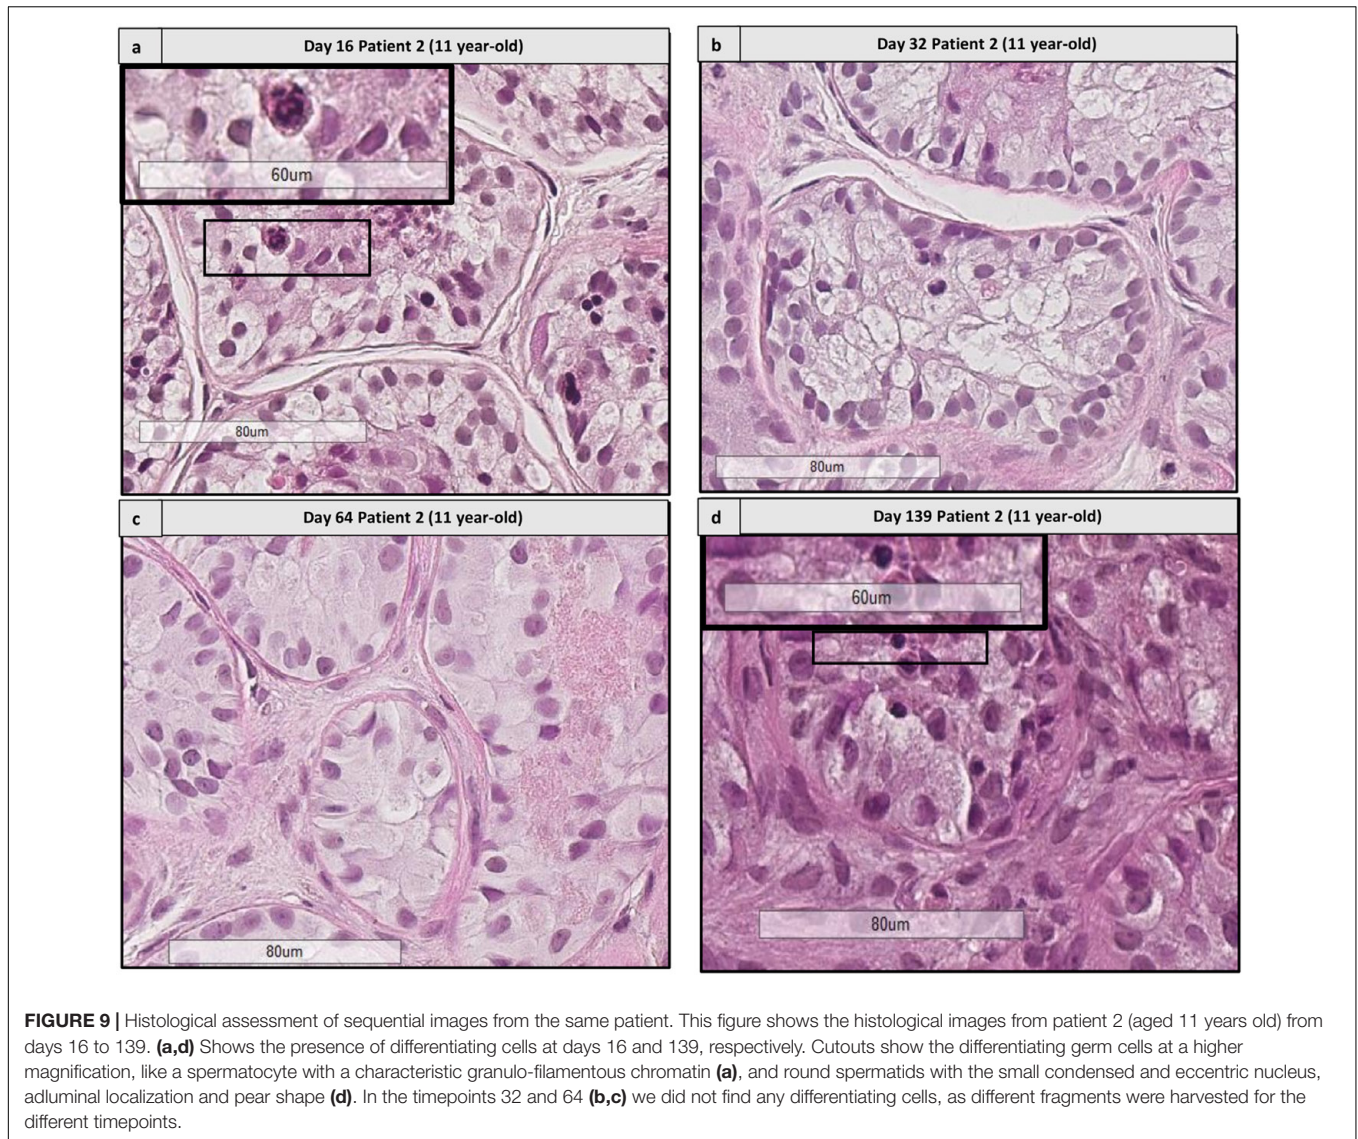 a
Day 16 Patient 2 (11 year-old)
60um
80um
b
Day 32 Patient 2 (11 year-old)
80um
c
Day 64 Patient 2 (11 year-old)
80um
d
Day 139 Patient 2 (11 year-old)
60um
80um
FIGURE 9 | Histological assessment of sequential images from the same patient. This figure shows the histological images from patient 2 (aged 11 years old) from
days 16 to 139. (a,d) Shows the presence of differentiating cells at days 16 and 139, respectively. Cutouts show the differentiating germ cells at a higher
magnification, like a spermatocyte with a characteristic granulo-filamentous chromatin (a), and round spermatids with the small condensed and eccentric nucleus,
adluminal localization and pear shape (d). In the timepoints 32 and 64 (b,c) we did not find any differentiating cells, as different fragments were harvested for the
different timepoints.